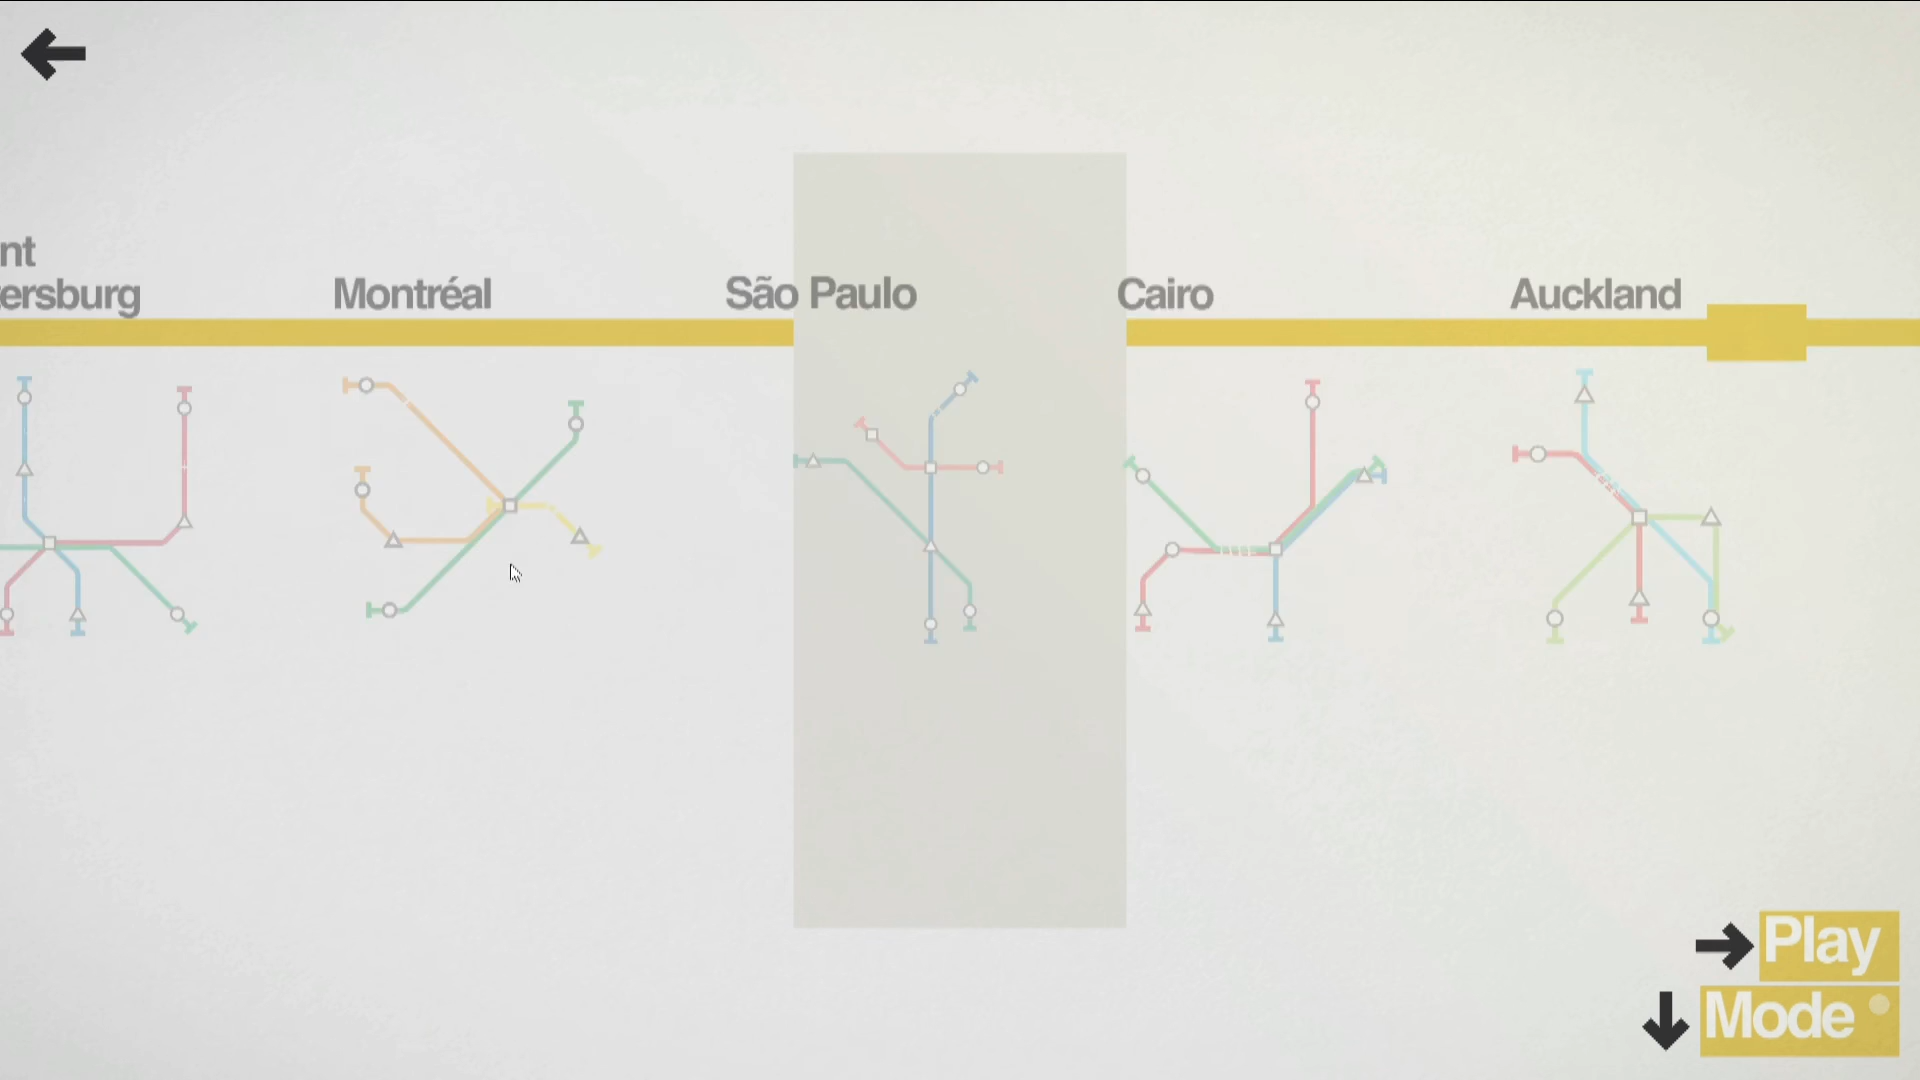 nt
ersburg
Montréal
São Paulo
Cairo
Auckland
Play
Mode